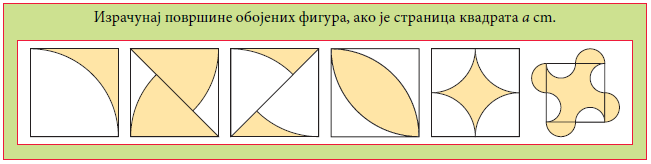 Израчунај површине обојених фигура, ако је страница квадрата a cm.